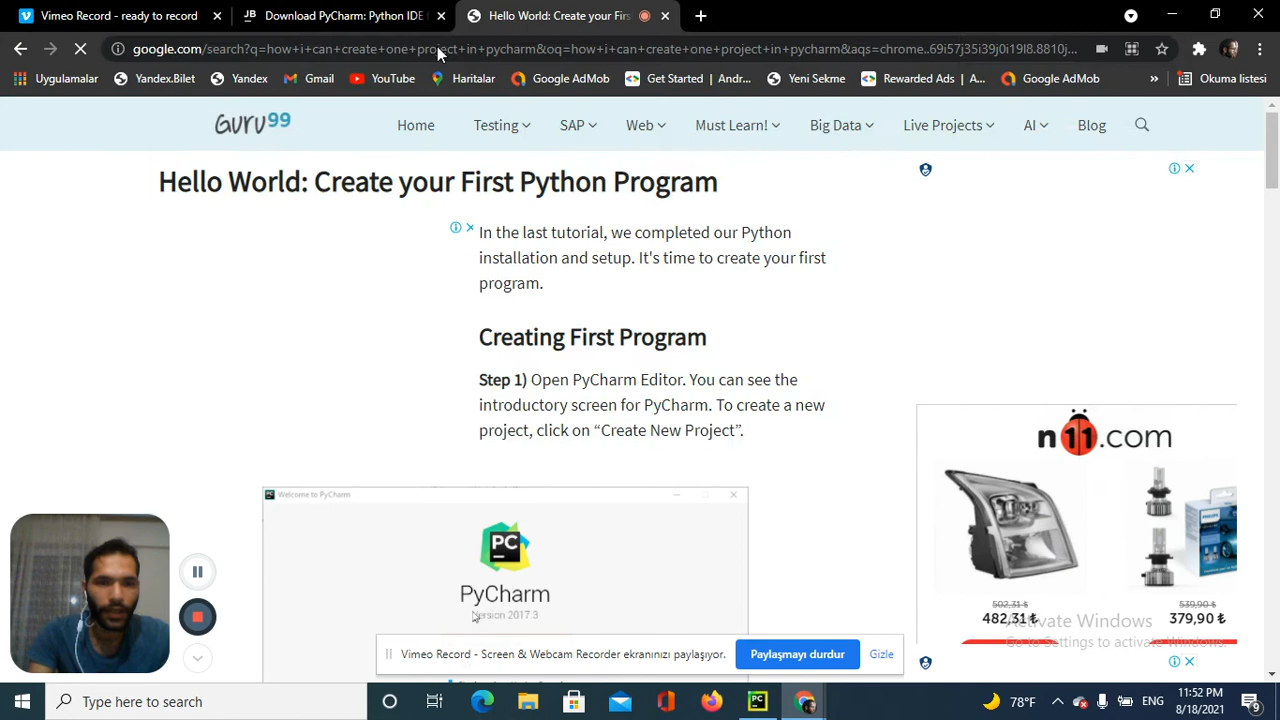 Vimeo Record - ready to record
Download PyCharm: Python IDE
Hello World: Create your Firs
google.com/search?q=how+i+can+create+one+project+in+pycharm&oq=how+i+can+create+one+project+in+pycharm&aqs=chrome..69i57j35i39j0i19l8.8810j...
Uygulamalar
Yandex.Bilet
Yandex
Gmail
YouTube
Haritalar
Google AdMob
Get Started | Andr...
Yeni Sekme
Rewarded Ads | A...
Google AdMob
»
Okuma listesi
Guru99
Home
Testing
SAP
Web
Must Learn!
Big Data
Live Projects
AI
Blog
Hello World: Create your First Python Program
In the last tutorial, we completed our Python
installation and setup. It's time to create your first
program.
Creating First Program
Step 1) Open PyCharm Editor. You can see the
introductory screen for PyCharm. To create a new
project, click on “Create New Project”.
Welcome to PyCharm
PC
PyCharm
Version 2017.3
n11.com
PHILIPS
502,31 ₺
482,31 ₺
539,90 ₺
379,90 ₺
Activate Windows
Go to Settings to activate Windows.
Vimeo Record - Screen & Webcam Recorder ekranınızı paylaşıyor.
Paylaşmayı durdur
Gizle
Type here to search
78°F
ENG
11:52 PM
8/18/2021
9